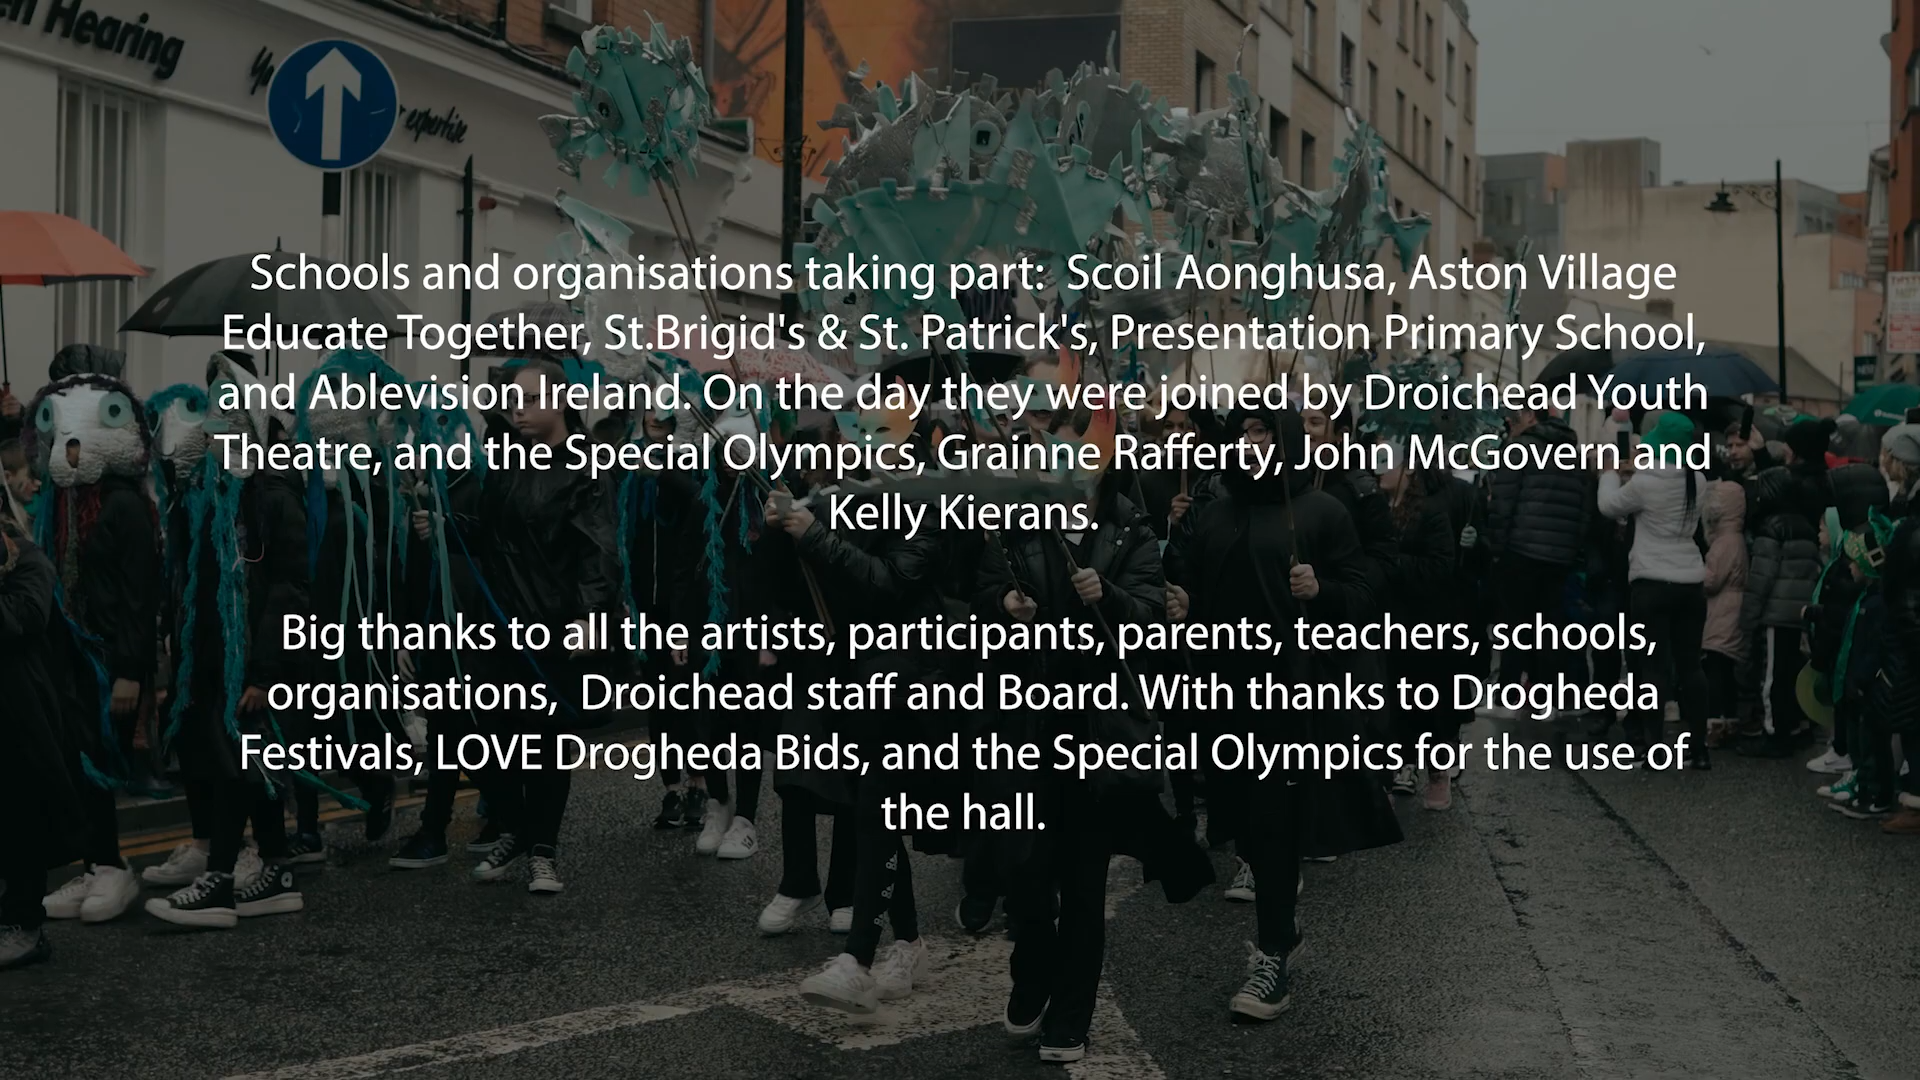 en Hearing
expertise
Schools and organisations taking part:  Scoil Aonghusa, Aston Village
Educate Together, St.Brigid's & St. Patrick's, Presentation Primary School,
and Ablevision Ireland. On the day they were joined by Droichead Youth
Theatre, and the Special Olympics, Grainne Rafferty, John McGovern and
Kelly Kierans.
Big thanks to all the artists, participants, parents, teachers, schools,
organisations,  Droichead staff and Board. With thanks to Drogheda
Festivals, LOVE Drogheda Bids, and the Special Olympics for the use of
the hall.